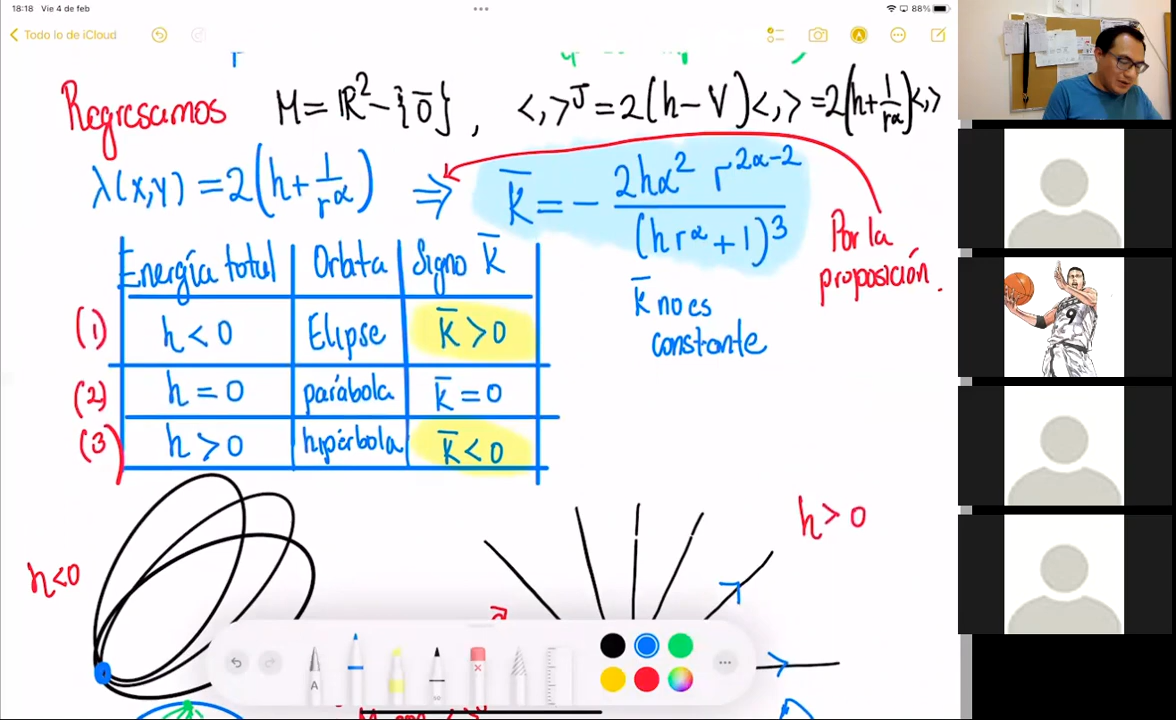 18:18 Vie 4 de feb
88%
Todo lo de iCloud
Regresamos M = ℝ² - {0̄}, <,>ᴶ = 2(h - V)<,> = 2(h + 1/r^α)<,>
λ(x,y) = 2(h + 1/r^α) ⇒ K̄ = - 2hα² r^(2α-2) / (h r^α + 1)³
Por la
proposición.
K̄ no es
constante
Energía total | Orbita | Signo K̄
(1) h < 0 | Elipse | K̄ > 0
(2) h = 0 | parábola | K̄ = 0
(3) h > 0 | hipérbola | K̄ < 0
h<0
h > 0
9
A